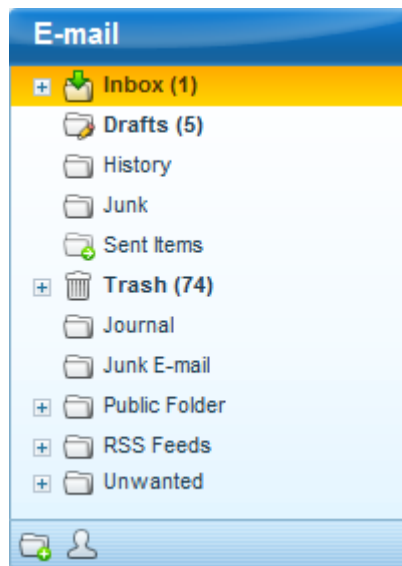 E-mail
Inbox (1)
Drafts (5)
History
Junk
Sent Items
Trash (74)
Journal
Junk E-mail
Public Folder
RSS Feeds
Unwanted